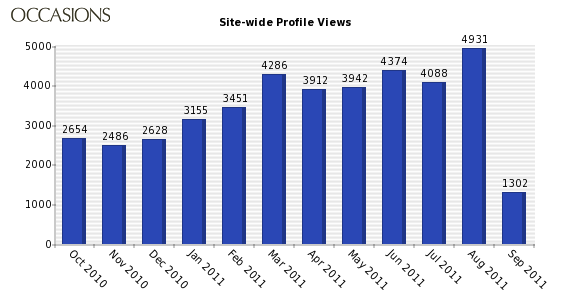 OCCASIONS
Site-wide Profile Views
5000
4000
3000
2000
1000
0
2654
2486
2628
3155
3451
4286
3912
3942
4374
4088
4931
1302
Oct 2010
Nov 2010
Dec 2010
Jan 2011
Feb 2011
Mar 2011
Apr 2011
May 2011
Jun 2011
Jul 2011
Aug 2011
Sep 2011